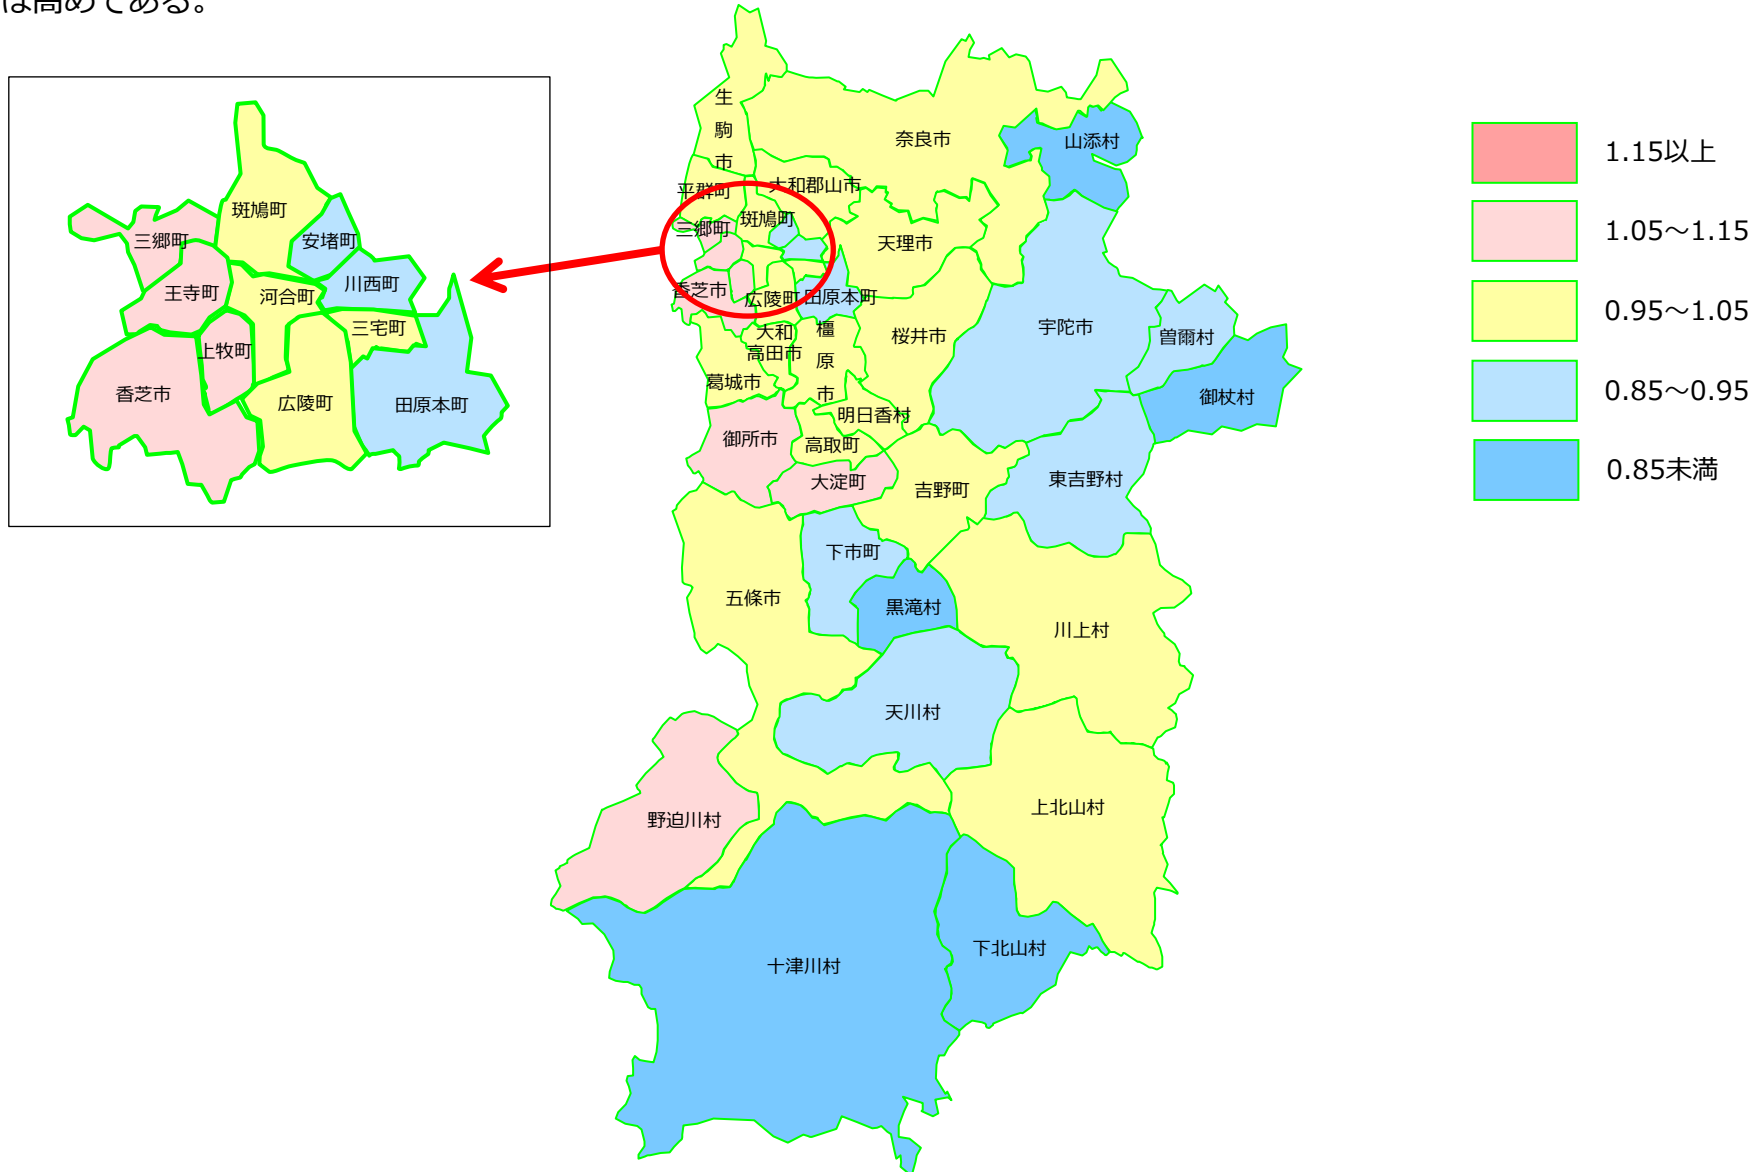 は高めである。
斑鳩町
安堵町
三郷町
王寺町
河合町
川西町
三宅町
上牧町
香芝市
広陵町
田原本町
生
駒
市
奈良市
山添村
平群町
大和郡山市
三郷町
斑鳩町
天理市
香芝市
広陵町
田原本町
宇陀市
曽爾村
大和
高田市
橿
原
市
桜井市
葛城市
御杖村
明日香村
御所市
高取町
大淀町
吉野町
東吉野村
下市町
五條市
黒滝村
川上村
天川村
野迫川村
上北山村
十津川村
下北山村
1.15以上
1.05～1.15
0.95～1.05
0.85～0.95
0.85未満